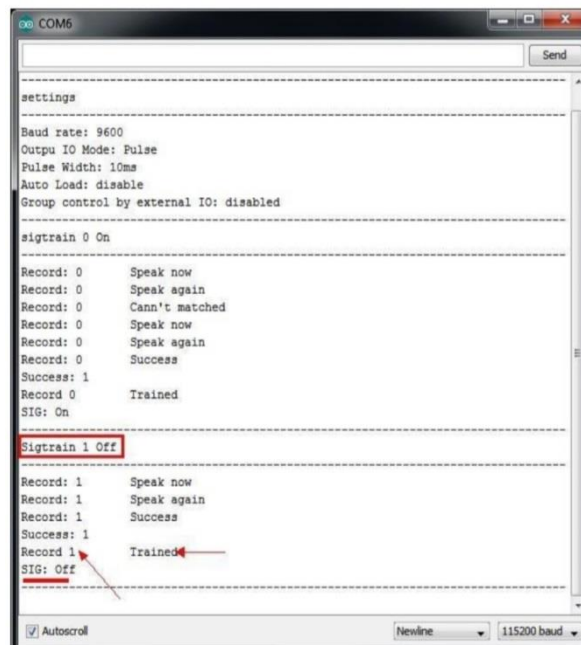 COM6
Send
settings
Baud rate: 9600
Outpu IO Mode: Pulse
Pulse Width: 10ms
Auto Load: disable
Group control by external IO: disabled
sigtrain 0 On
Record: 0 Speak now
Record: 0 Speak again
Record: 0 Cann't matched
Record: 0 Speak now
Record: 0 Speak again
Record: 0 Success
Success: 1
Record 0 Trained
SIG: On
Sigtrain 1 Off
Record: 1 Speak now
Record: 1 Speak again
Record: 1 Success
Success: 1
Record 1 Trained
SIG: Off
Autoscroll Newline 115200 baud